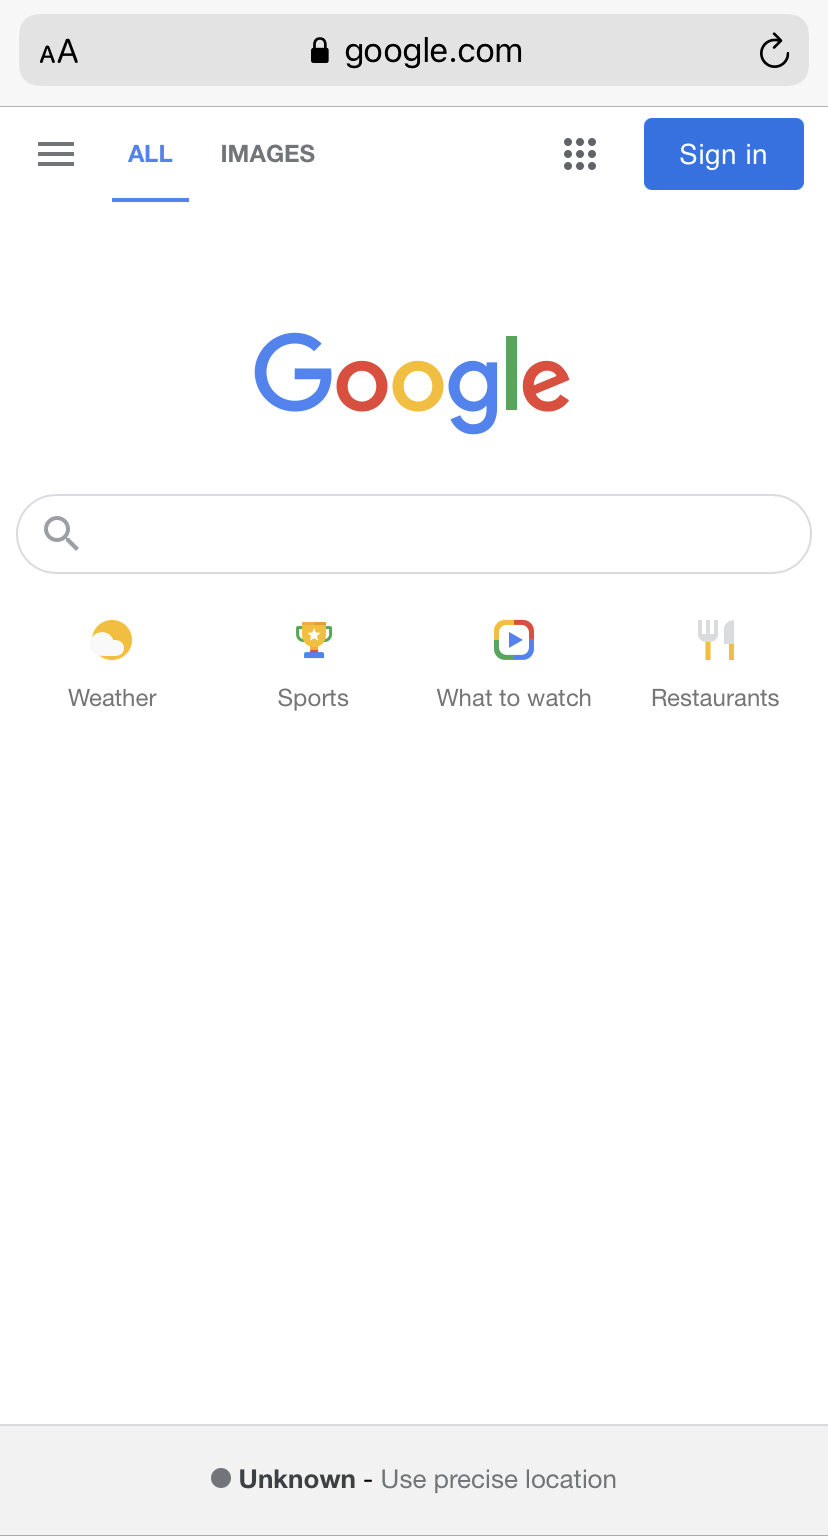 AA google.com
ALL IMAGES Sign in
Google
Weather Sports What to watch Restaurants
Unknown - Use precise location